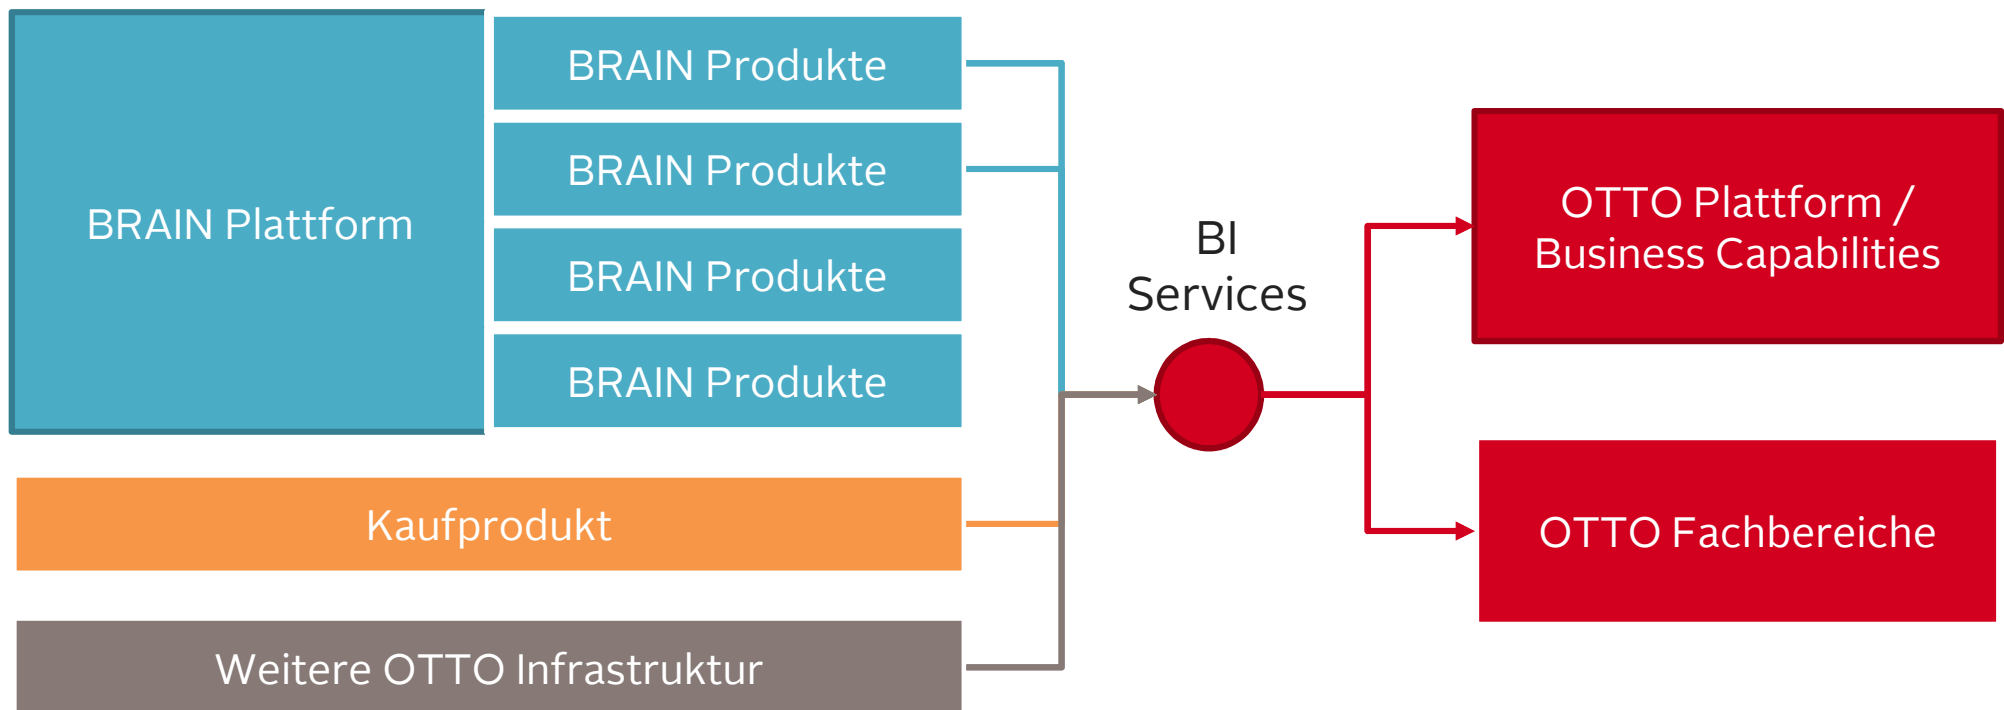 BRAIN Plattform
BRAIN Produkte
BRAIN Produkte
BRAIN Produkte
BRAIN Produkte
Kaufprodukt
Weitere OTTO Infrastruktur
BI
Services
OTTO Plattform /
Business Capabilities
OTTO Fachbereiche